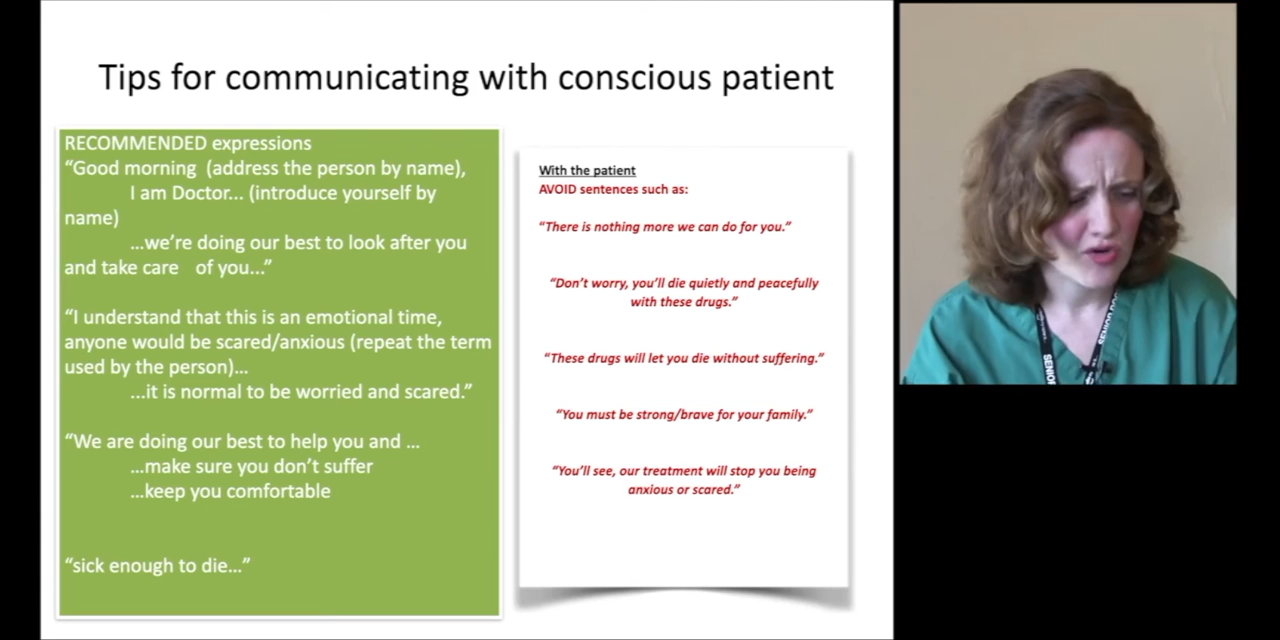 Tips for communicating with conscious patient
RECOMMENDED expressions
“Good morning (address the person by name),
I am Doctor... (introduce yourself by
name)
...we’re doing our best to look after you
and take care of you...”
“I understand that this is an emotional time,
anyone would be scared/anxious (repeat the term
used by the person)...
...it is normal to be worried and scared.”
“We are doing our best to help you and ...
...make sure you don’t suffer
...keep you comfortable
“sick enough to die...”
With the patient
AVOID sentences such as:
“There is nothing more we can do for you.”
“Don’t worry, you’ll die quietly and peacefully
with these drugs.”
“These drugs will let you die without suffering.”
“You must be strong/brave for your family.”
“You’ll see, our treatment will stop you being
anxious or scared.”
SENIOR